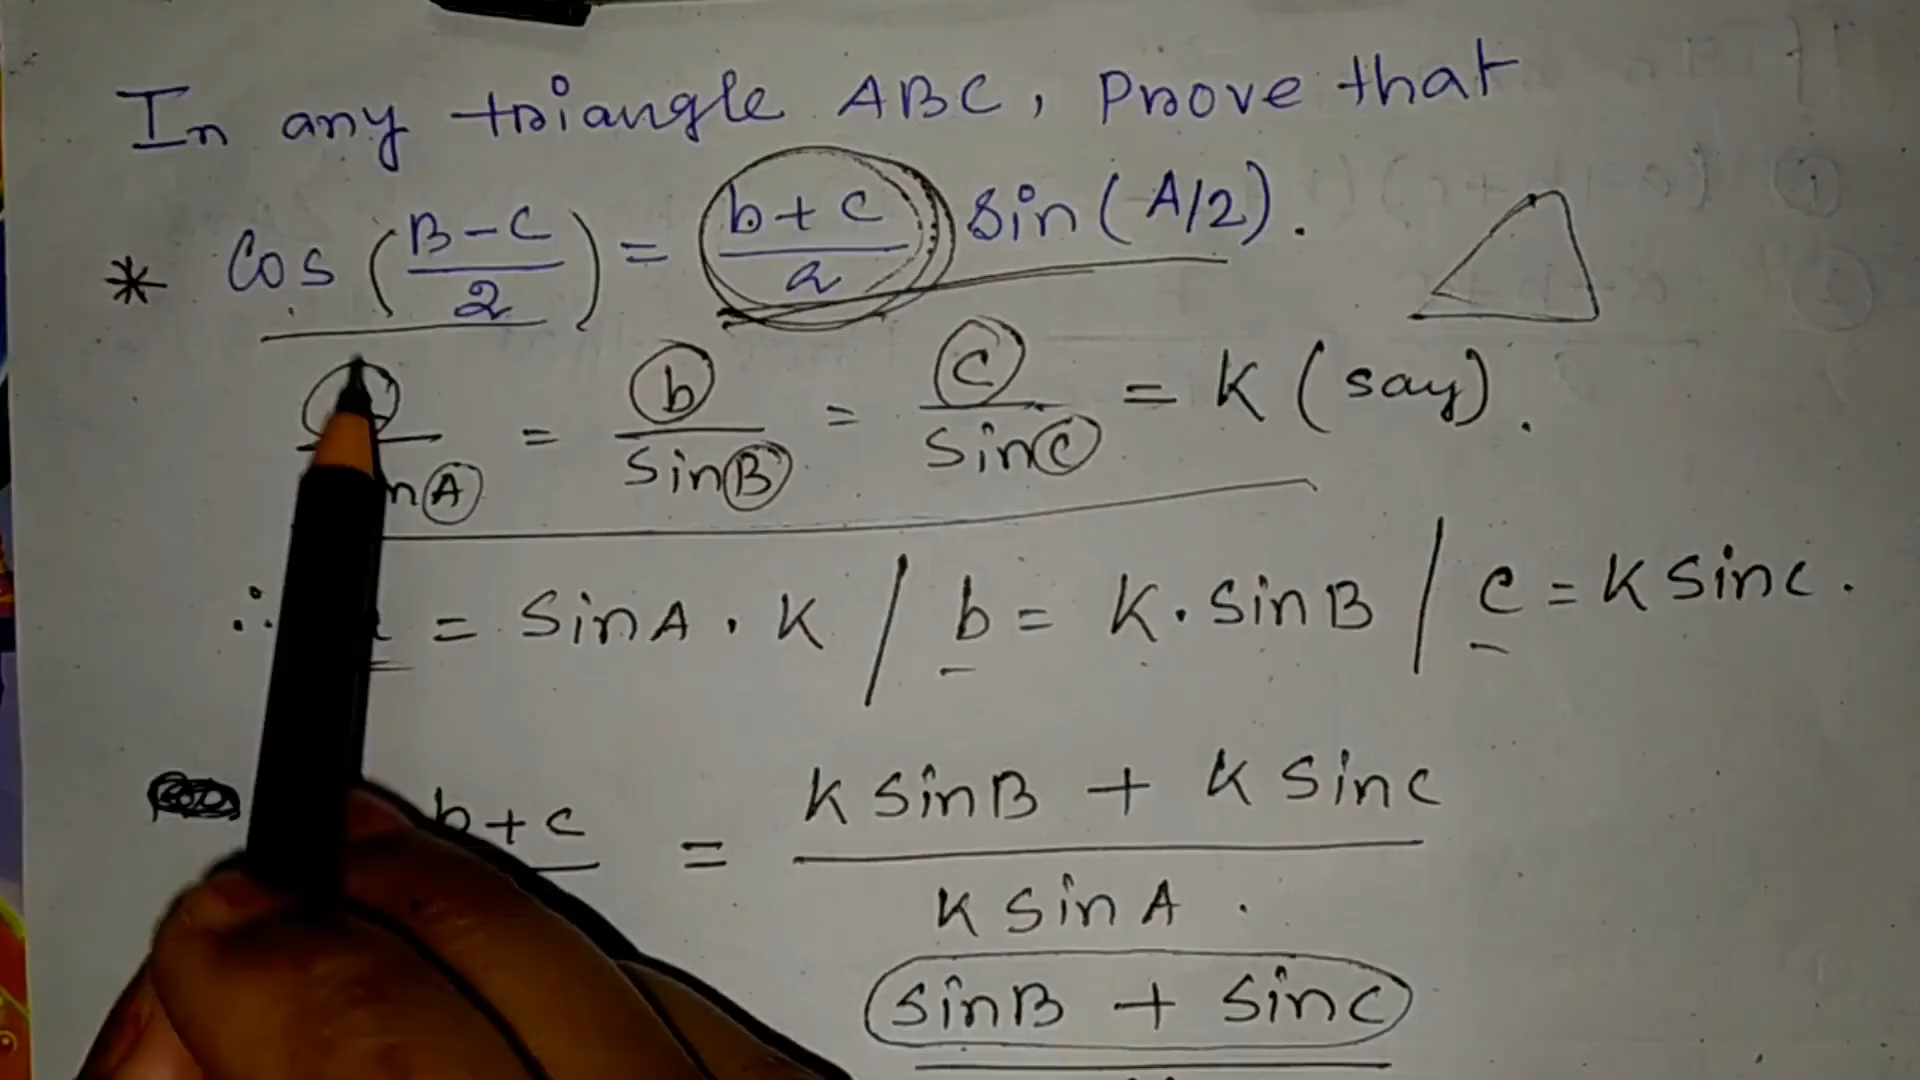 In any triangle ABC, Prove that
* Cos (B-C/2) = b+c/a sin(A/2).
= b/SinB = c/SinC = K (say).
nA
∴ = SinA . K / b = K. SinB / c = K Sinc.
b+c = K SinB + K Sinc / K Sin A .
SinB + SinC